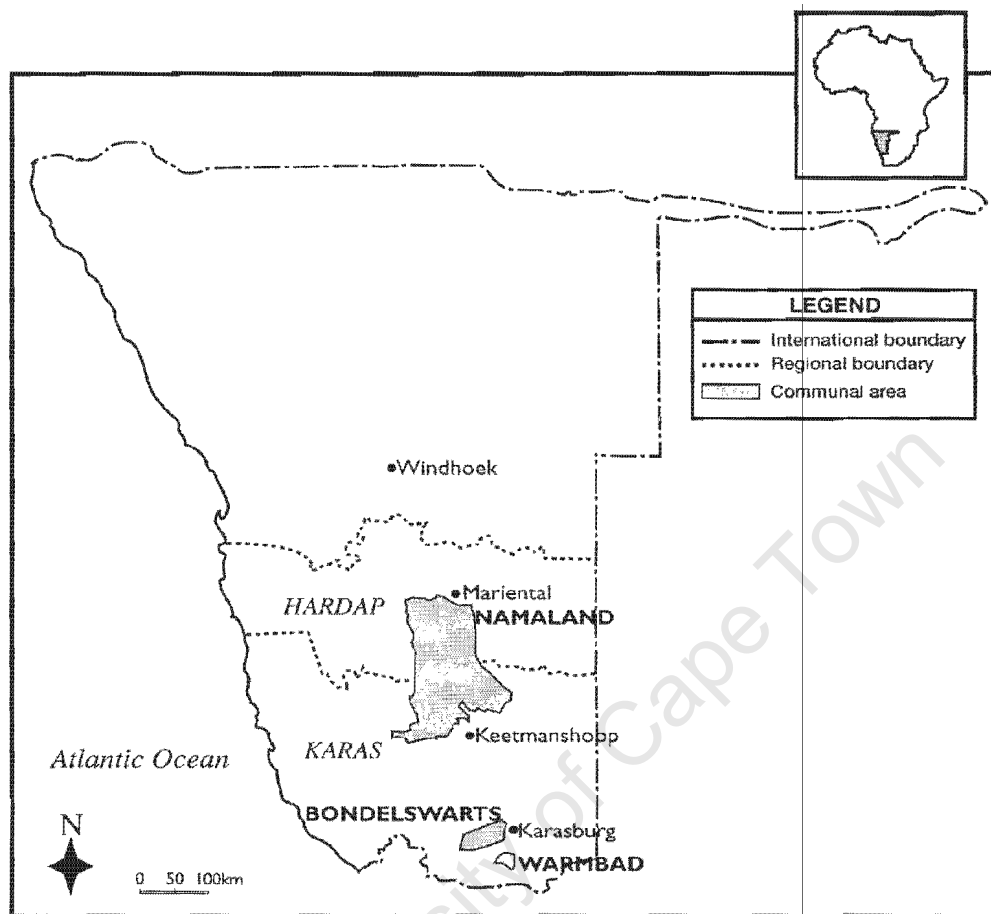 LEGEND
International boundary
Regional boundary
Communal area
Windhoek
HARDAP
Mariental
NAMALAND
KARAS
Keetmanshopp
Atlantic Ocean
BONDELSWARTS
Karasburg
WARMBAD
N
0 50 100km
University of Cape Town